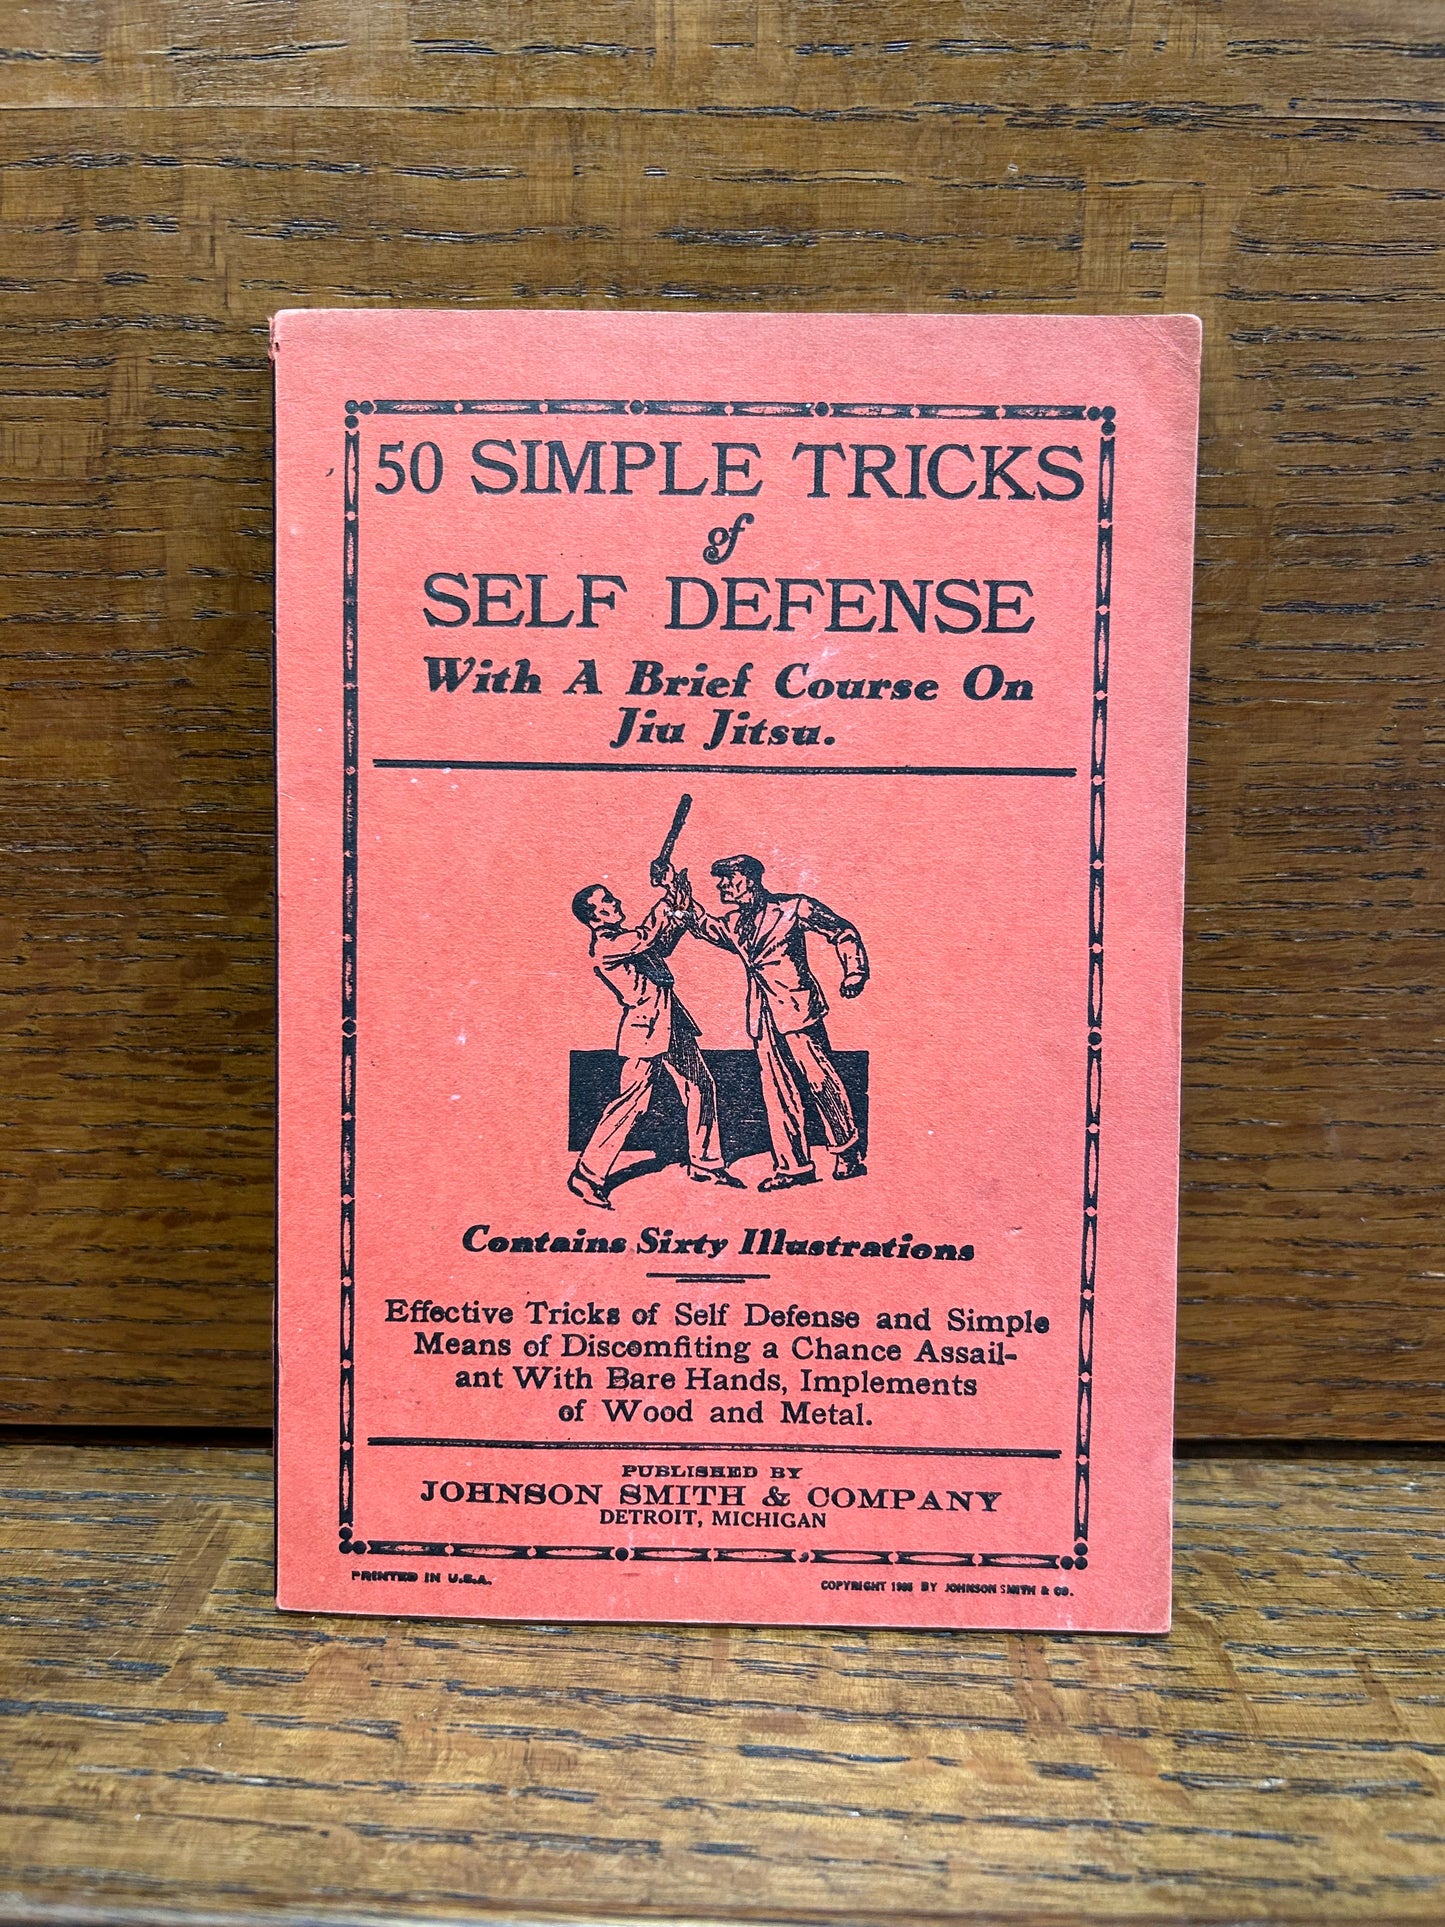 50 SIMPLE TRICKS
of
SELF DEFENSE
With A Brief Course On
Jiu Jitsu.
Contains Sixty Illustrations
Effective Tricks of Self Defense and Simple
Means of Discomfiting a Chance Assail-
ant With Bare Hands, Implements
of Wood and Metal.
PUBLISHED BY
JOHNSON SMITH & COMPANY
DETROIT, MICHIGAN
PRINTED IN U.S.A.
COPYRIGHT BY JOHNSON SMITH & CO.